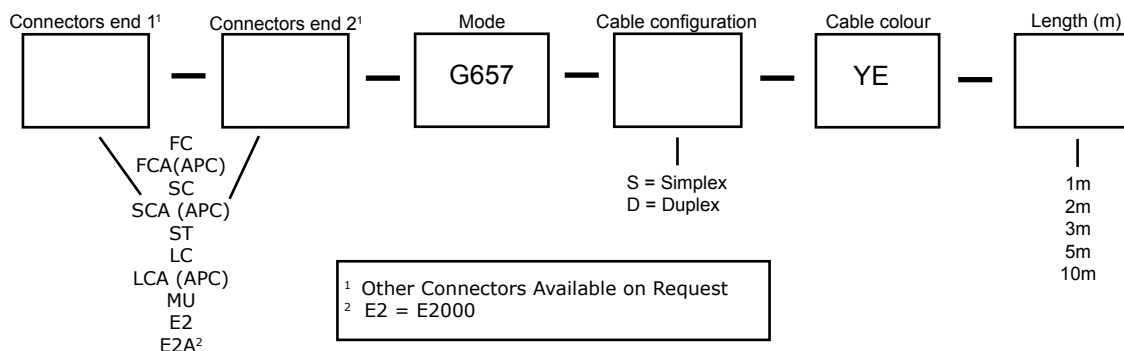 Connectors end 1¹
Connectors end 2¹
Mode
Cable configuration
Cable colour
Length (m)
G657
YE
FC
FCA(APC)
SC
SCA (APC)
ST
LC
LCA (APC)
MU
E2
E2A²
S = Simplex
D = Duplex
1m
2m
3m
5m
10m
¹ Other Connectors Available on Request
² E2 = E2000